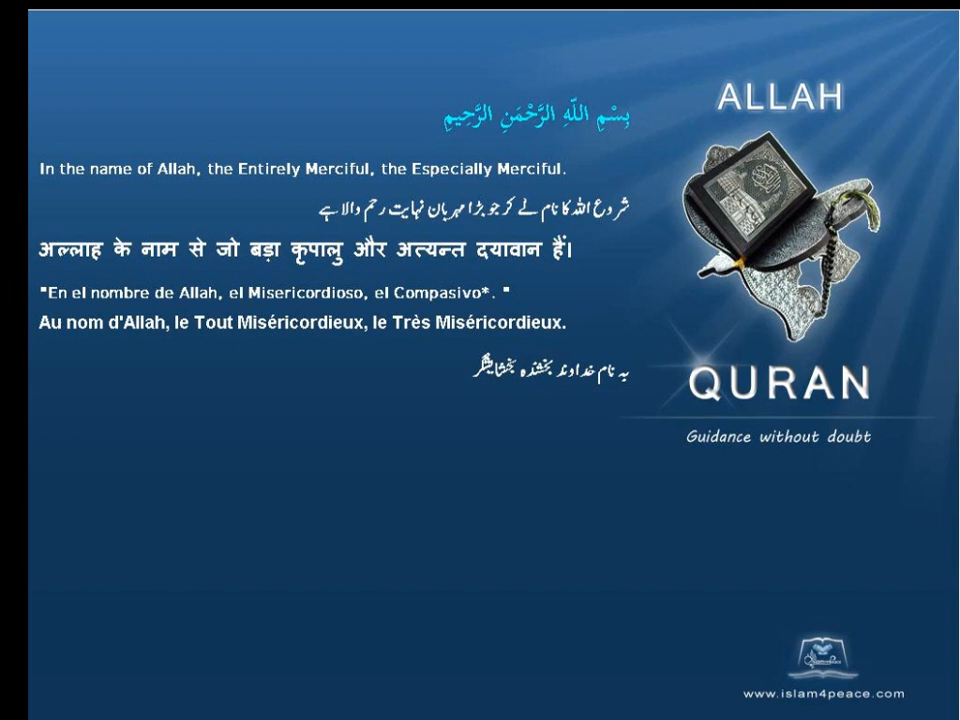 بِسْمِ اللّهِ الرَّحْمَنِ الرَّحِيمِ
In the name of Allah, the Entirely Merciful, the Especially Merciful.
شروع الله کا نام لے کر جو بڑا مہربان نہایت رحم والا ہے
अल्लाह के नाम से जो बड़ा कृपालु और अत्यन्त दयावान हैं।
"En el nombre de Allah, el Misericordioso, el Compasivo*. "
Au nom d'Allah, le Tout Miséricordieux, le Très Miséricordieux.
به نام خداوند بخشنده بخشایشگر
ALLAH
QURAN
Guidance without doubt
www.islam4peace.com